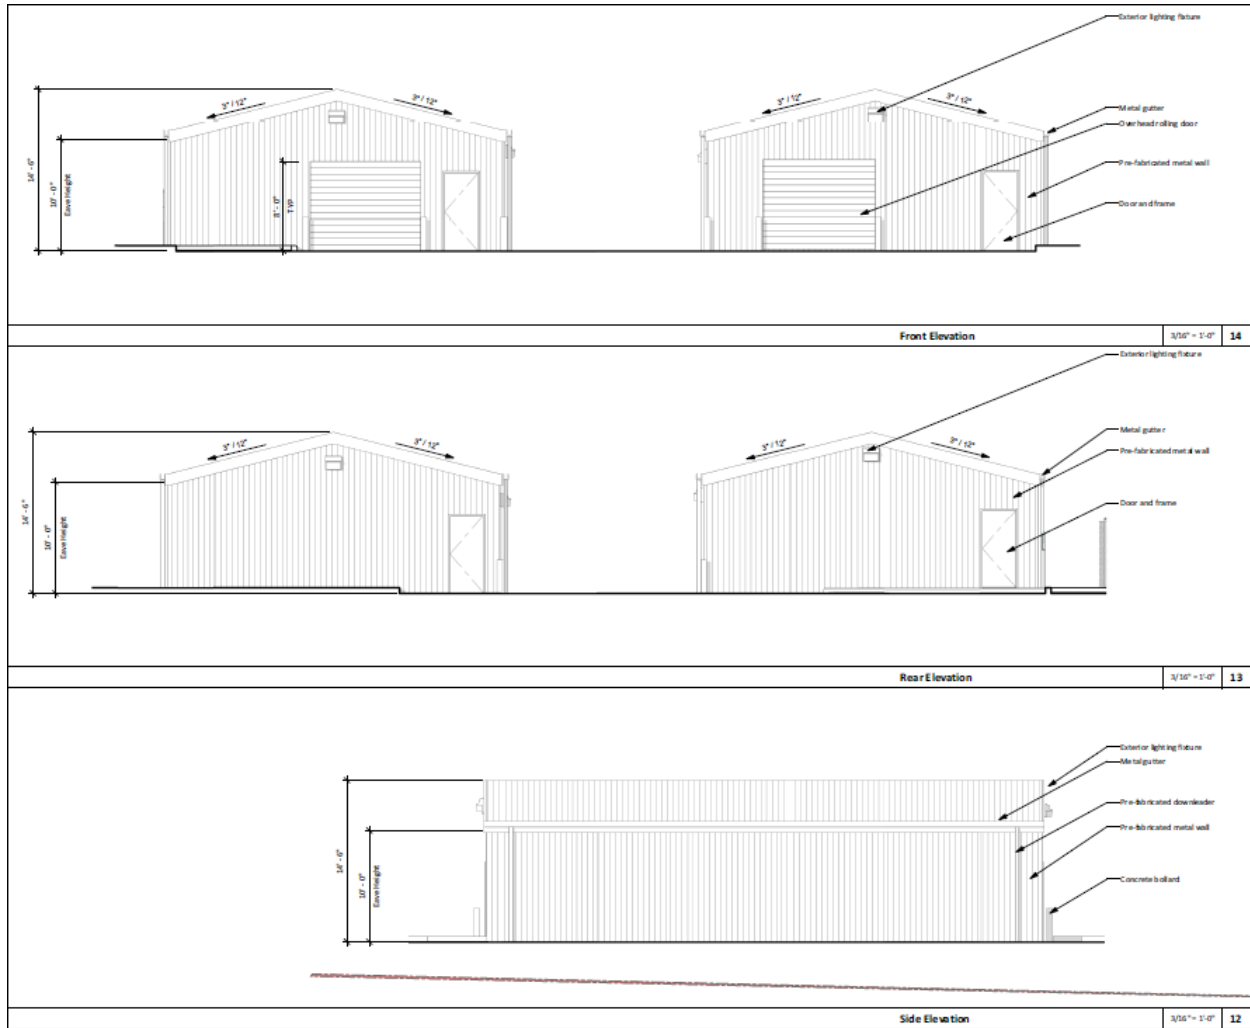 Exterior lighting fixture
3" / 12"
3" / 12"
3" / 12"
3" / 12"
Metal gutter
Overhead rolling door
14' - 6"
10' - 0"
Eave Height
8' - 0"
TYP.
Pre-fabricated metal wall
Door and frame
Front Elevation
3/16" = 1'-0"
14
Exterior lighting fixture
3" / 12"
3" / 12"
3" / 12"
3" / 12"
Metal gutter
Pre-fabricated metal wall
14' - 6"
10' - 0"
Eave Height
Door and frame
Rear Elevation
3/16" = 1'-0"
13
Exterior lighting fixture
Metal gutter
Pre-fabricated downleader
Pre-fabricated metal wall
14' - 6"
10' - 0"
Eave Height
Concrete bollard
Side Elevation
3/16" = 1'-0"
12